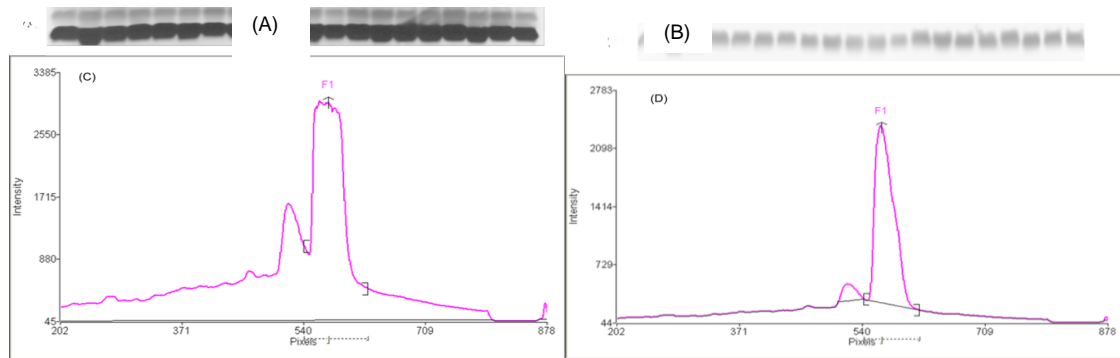 (A)
(B)
(C)
F1
3385
2550
1715
880
45
Intensity
202 371 540 709 878
Pixels
(D)
F1
2783
2098
1414
729
44
Intensity
202 371 540 709 878
Pixels